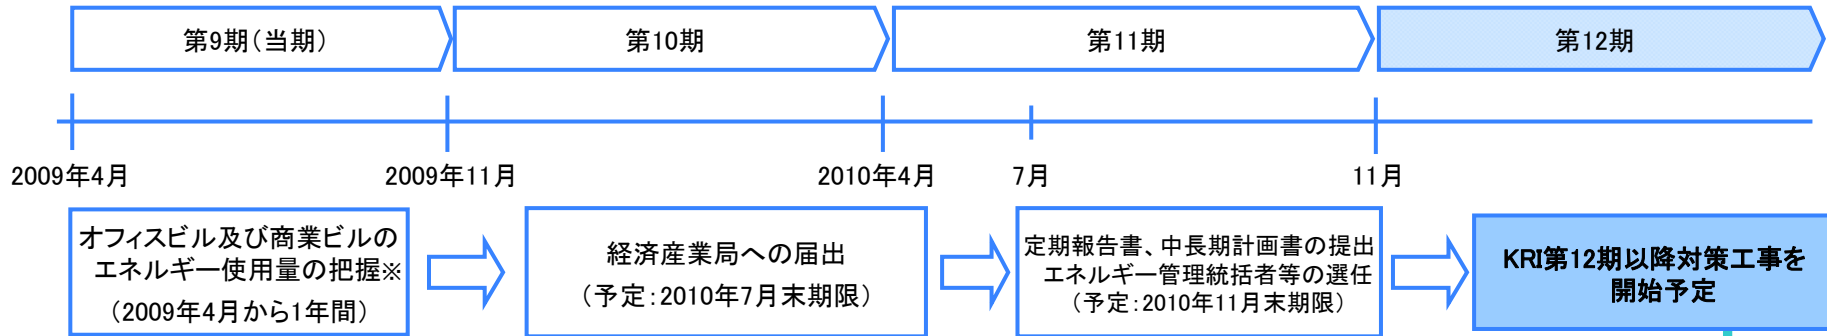 第9期（当期）
第10期
第11期
第12期
2009年4月
2009年11月
2010年4月
7月
11月
オフィスビル及び商業ビルの
エネルギー使用量の把握※
（2009年4月から1年間）
経済産業局への届出
（予定：2010年7月末期限）
定期報告書、中長期計画書の提出
エネルギー管理統括者等の選任
（予定：2010年11月末期限）
KRI第12期以降対策工事を
開始予定